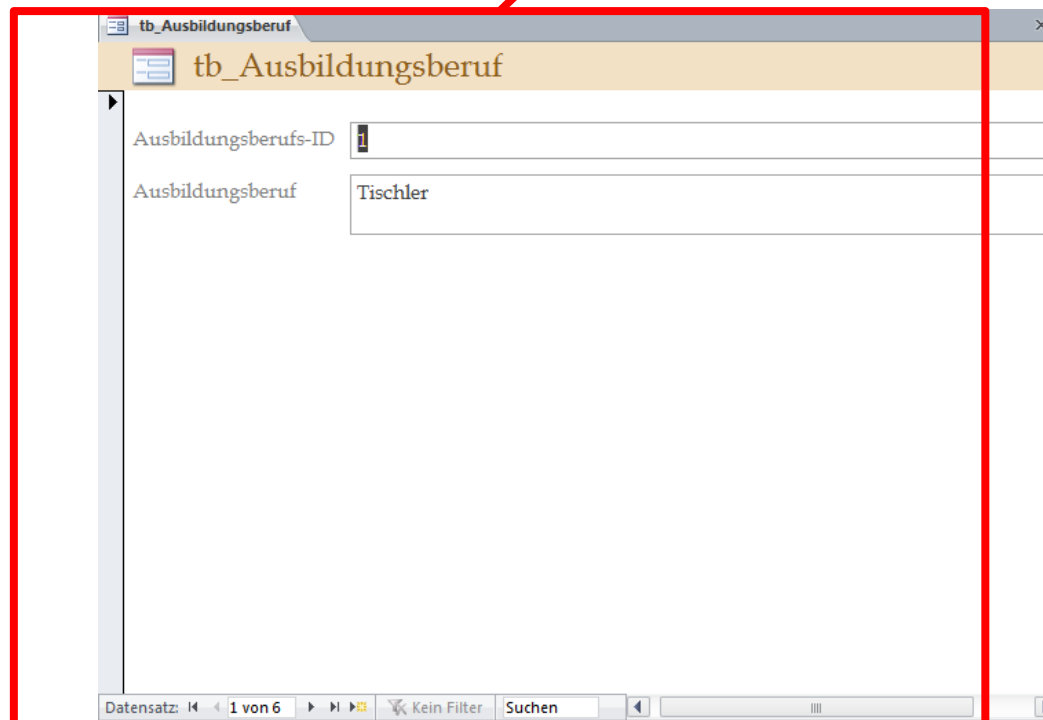 tb_Ausbildungsberuf
tb_Ausbildungsberuf
Ausbildungsberufs-ID 1
Ausbildungsberuf Tischler
Datensatz: 1 von 6 Kein Filter Suchen